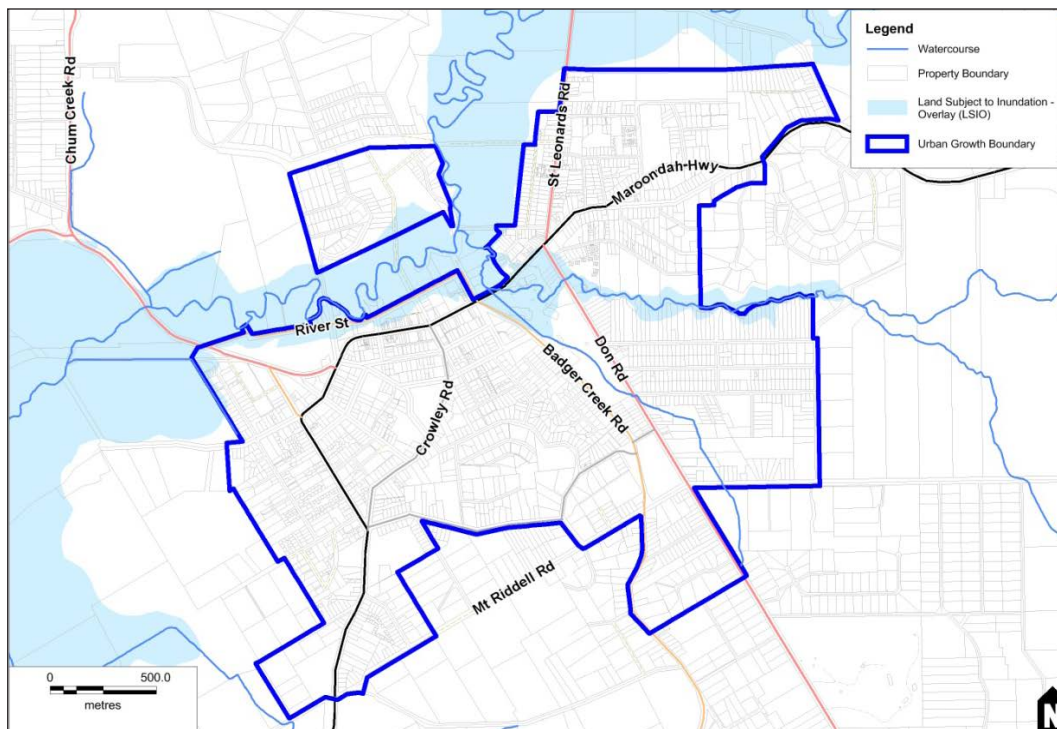 Chum Creek Rd
St Leonards Rd
Maroondah Hwy
Legend
Watercourse
Property Boundary
Land Subject to Inundation -
Overlay (LSIO)
Urban Growth Boundary
River St
Crowley Rd
Badger Creek Rd
Don Rd
Mt Riddell Rd
0 500.0
metres
N